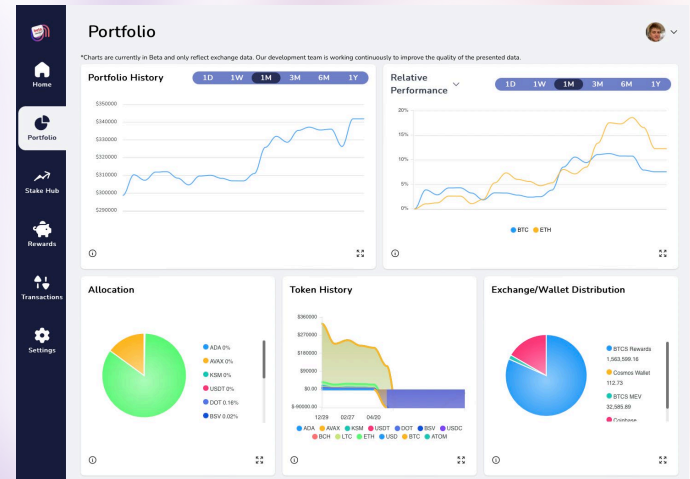 Portfolio
*Charts are currently in Beta and only reflect exchange data. Our development team is working continuously to improve the quality of the presented data.
Home
Portfolio
Stake Hub
Rewards
Transactions
Settings
Portfolio History
1D 1W 1M 3M 6M 1Y
$350000
$340000
$330000
$320000
$310000
$300000
$290000
Relative
Performance
1D 1W 1M 3M 6M 1Y
20%
15%
10%
5%
0%
BTC ETH
Allocation
ADA 0%
AVAX 0%
KSM 0%
USDT 0%
DOT 0.16%
BSV 0.02%
Token History
$360000
$270000
$180000
$90000
$0.00
$-90000.00
12/29 02/27 04/20
ADA AVAX KSM USDT DOT BSV USDC
BCH LTC ETH USD BTC ATOM
Exchange/Wallet Distribution
BTCS Rewards
1,563,599.16
Cosmos Wallet
112.73
BTCS MEV
32,585.89
Coinbase